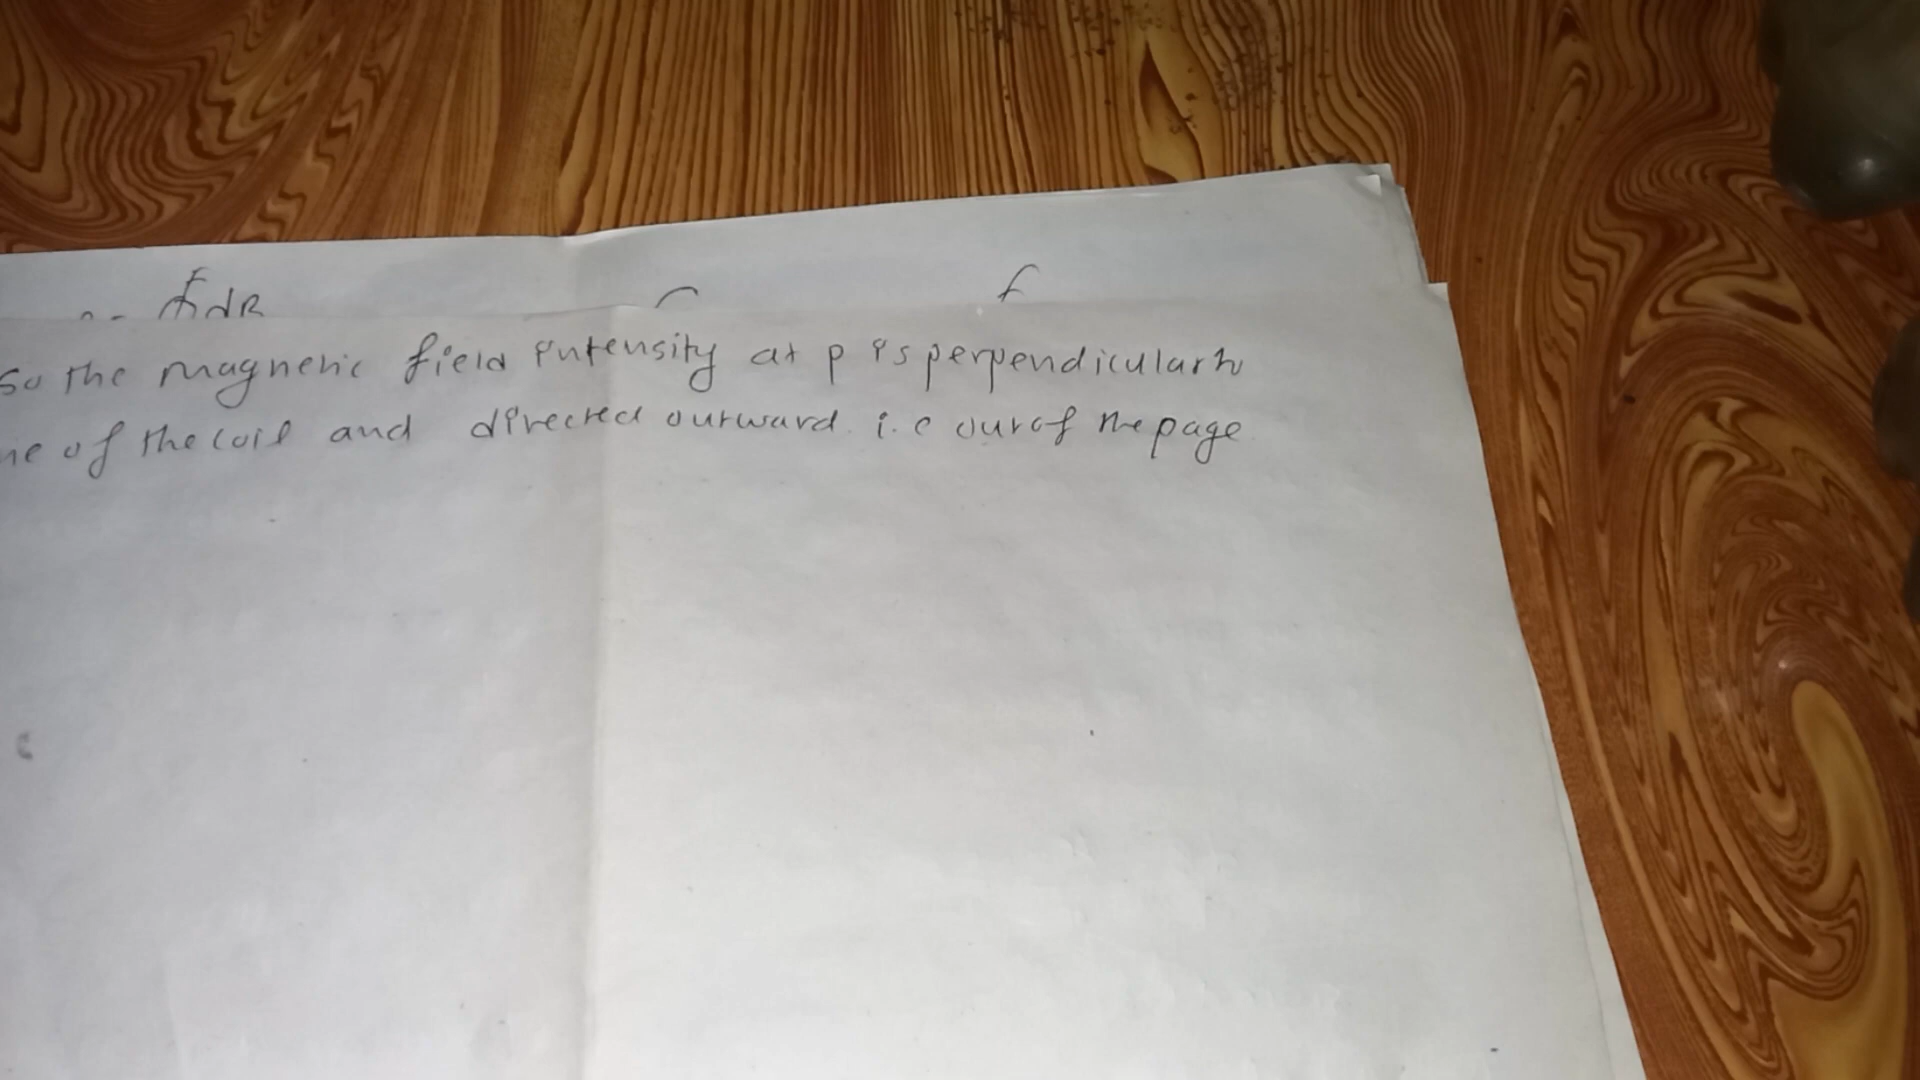 So the magnetic field intensity at p is perpendicular to
of the coil and directed outward i.e out of the page